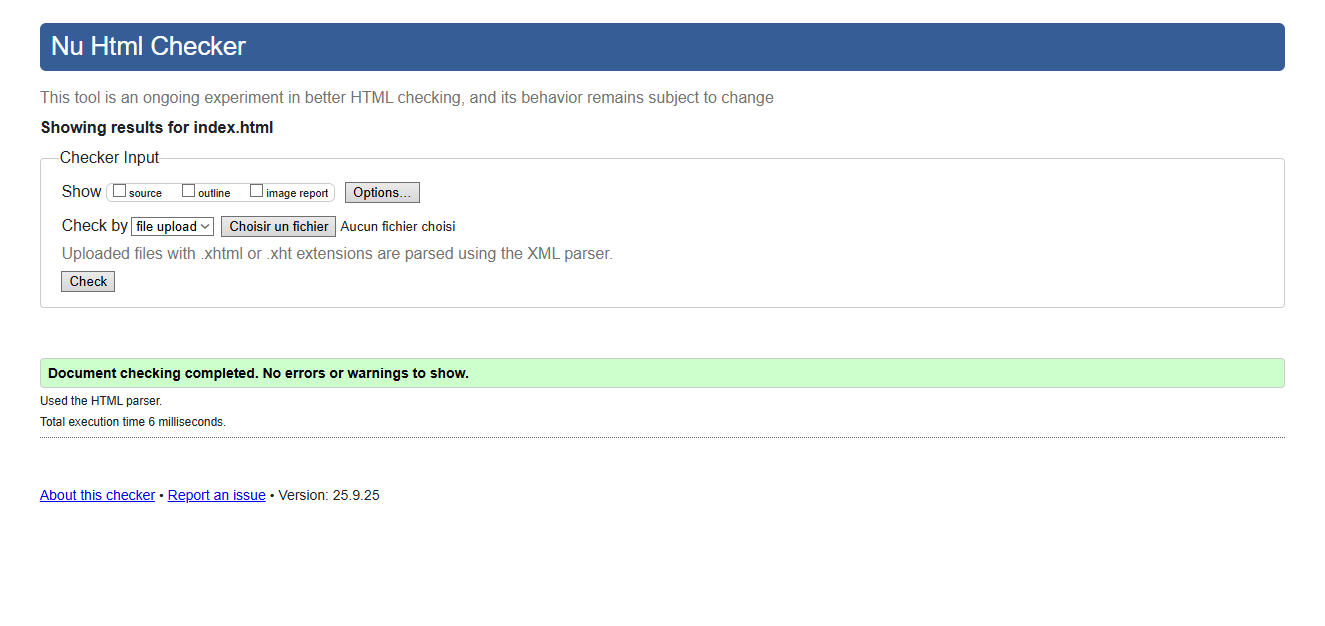 Nu Html Checker
This tool is an ongoing experiment in better HTML checking, and its behavior remains subject to change
Showing results for index.html
Checker Input
Show source outline image report Options...
Check by file upload Choisir un fichier Aucun fichier choisi
Uploaded files with .xhtml or .xht extensions are parsed using the XML parser.
Check
Document checking completed. No errors or warnings to show.
Used the HTML parser.
Total execution time 6 milliseconds.
About this checker • Report an issue • Version: 25.9.25